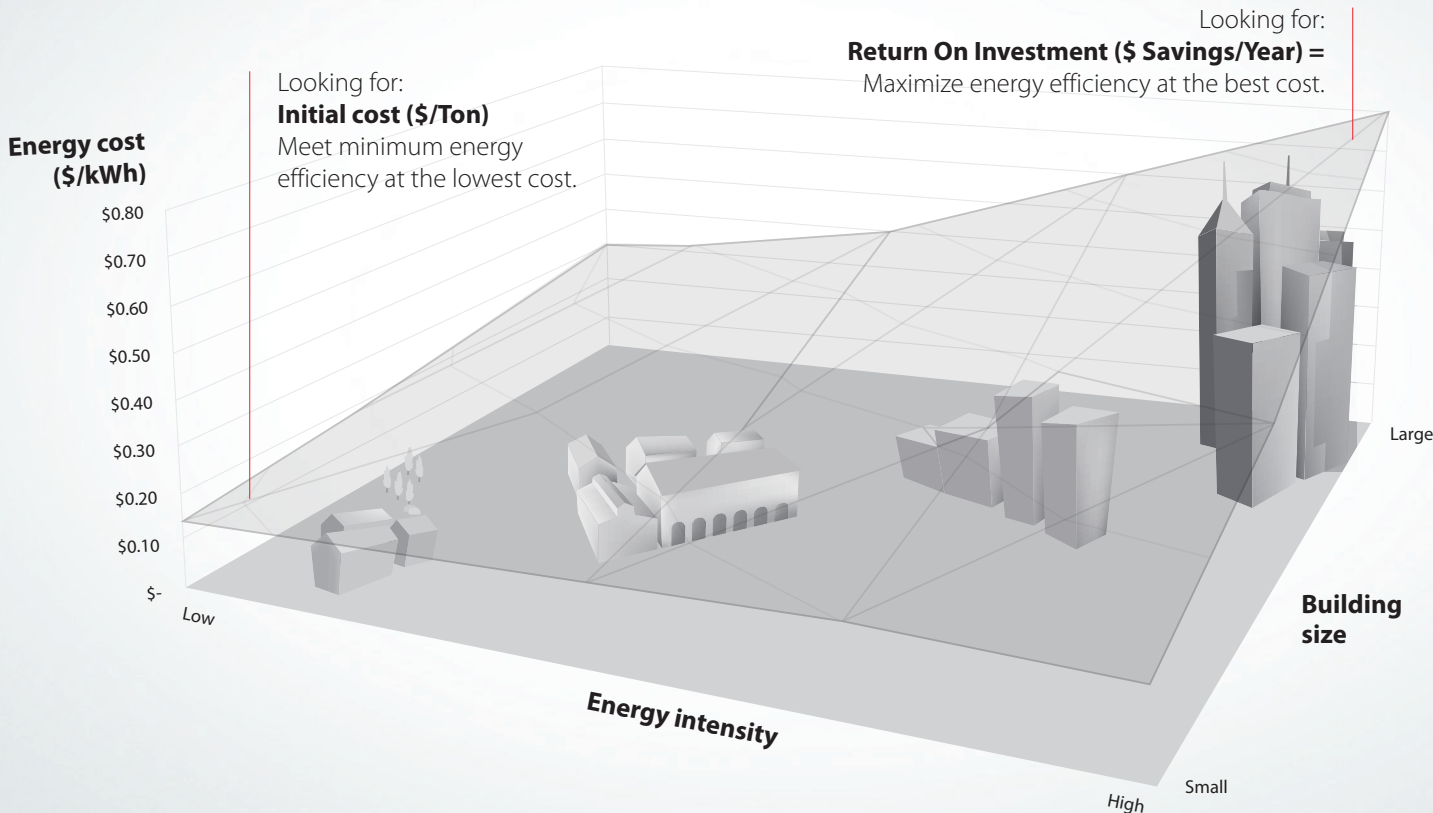 Looking for:
Return On Investment ($ Savings/Year) =
Maximize energy efficiency at the best cost.
Looking for:
Initial cost ($/Ton)
Meet minimum energy
efficiency at the lowest cost.
Energy cost
($/kWh)
$0.80
$0.70
$0.60
$0.50
$0.40
$0.30
$0.20
$0.10
$-
Low
Energy intensity
High
Small
Building
size
Large